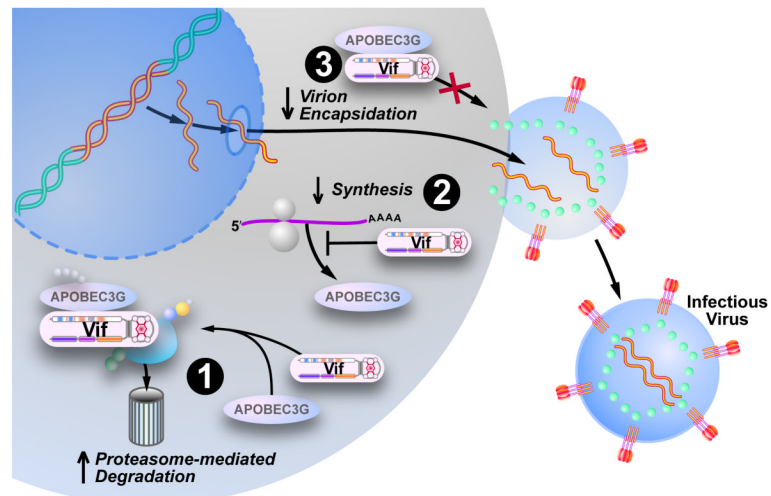 APOBEC3G
Vif
3
Virion
Encapsidation
Synthesis
2
5'
AAAA
Vif
APOBEC3G
APOBEC3G
Vif
1
Vif
APOBEC3G
Proteasome-mediated
Degradation
Infectious
Virus